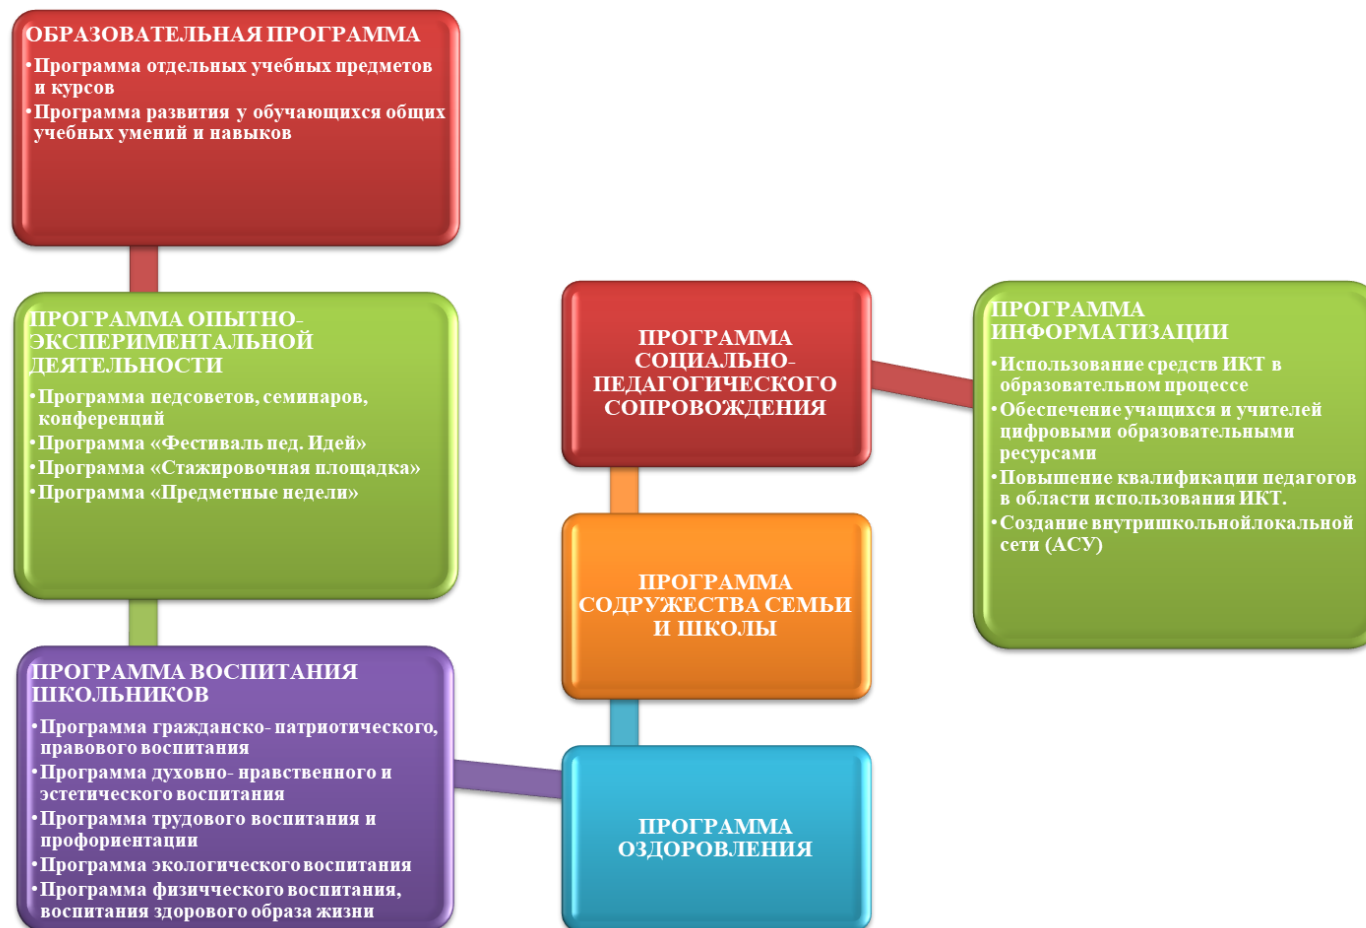 ОБРАЗОВАТЕЛЬНАЯ ПРОГРАММА
•Программа отдельных учебных предметов
и курсов
•Программа развития у обучающихся общих
учебных умений и навыков
ПРОГРАММА ОПЫТНО-
ЭКСПЕРИМЕНТАЛЬНОЙ
ДЕЯТЕЛЬНОСТИ
•Программа педсоветов, семинаров,
конференций
•Программа «Фестиваль пед. Идей»
•Программа «Стажировочная площадка»
•Программа «Предметные недели»
ПРОГРАММА ВОСПИТАНИЯ
ШКОЛЬНИКОВ
•Программа гражданско- патриотического,
правового воспитания
•Программа духовно- нравственного и
эстетического воспитания
•Программа трудового воспитания и
профориентации
•Программа экологического воспитания
•Программа физичческого воспитания,
воспитания здорового образа жизни
ПРОГРАММА
ОЗДОРОВЛЕНИЯ
ПРОГРАММА
СОДРУЖЕСТВА СЕМЬИ
И ШКОЛЫ
ПРОГРАММА
СОЦИАЛЬНО-
ПЕДАГОГИЧЕСКОГО
СОПРОВОЖДЕНИЯ
ПРОГРАММА
ИНФОРМАТИЗАЦИИ
•Использование средств ИКТ в
образовательном процессе
•Обеспечение учащихся и учителей
цифровыми образовательными
ресурсами
•Повышение квалификации педагогов
в области использования ИКТ.
•Создание внутришкольнойлокальной
сети (АСУ)